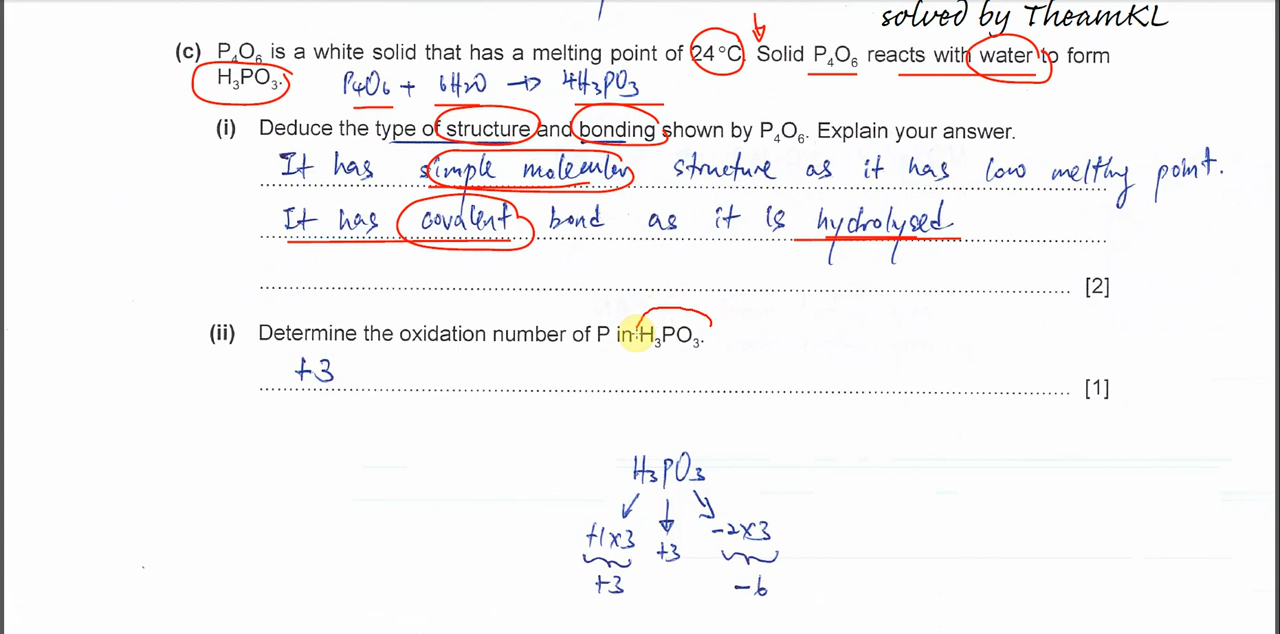 solved by TheamKL
(c) P₄O₆ is a white solid that has a melting point of 24°C. Solid P₄O₆ reacts with water to form
H₃PO₃.
P₄O₆ + 6H₂O → 4H₃PO₃
(i) Deduce the type of structure and bonding shown by P₄O₆. Explain your answer.
It has simple molecular structure as it has low melting point.
It has covalent bond as it is hydrolysed
[2]
(ii) Determine the oxidation number of P in H₃PO₃.
+3
[1]
H₃PO₃
+1×3 +3 -2×3
+3 -6